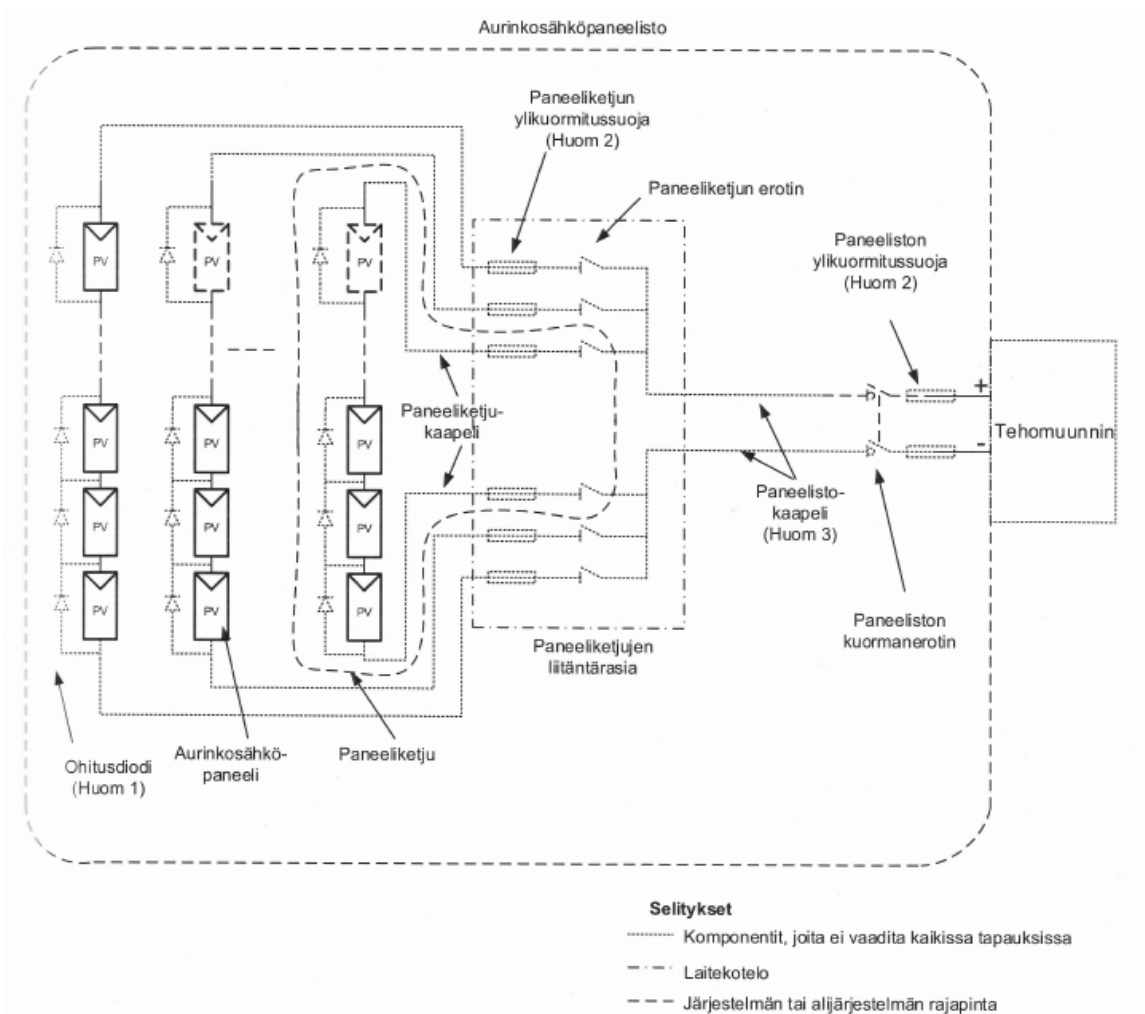 Aurinkosähköpaneelisto
Paneeliketjun
ylikuormitussuoja
(Huom 2)
Paneeliketjun erotin
Paneeliston
ylikuormitussuoja
(Huom 2)
PV
PV
PV
Paneeliketju-
kaapeli
+
-
Tehomuunnin
PV
PV
PV
PV
PV
PV
Paneelisto-
kaapeli
(Huom 3)
PV
PV
PV
Paneeliketjujen
liitäntärasia
Paneeliston
kuormanerotin
Ohitusdiodi
(Huom 1)
Aurinkosähkö-
paneeli
Paneeliketju
Selitykset
Komponentit, joita ei vaadita kaikissa tapauksissa
Laitekotelo
Järjestelmän tai alijärjestelmän rajapinta